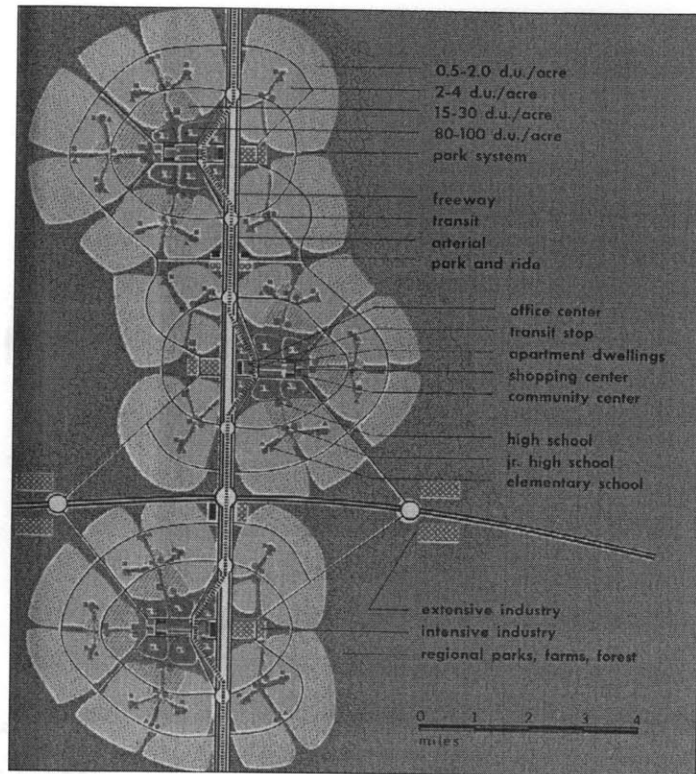 0.5-2.0 d.u./acre
2-4 d.u./acre
15-30 d.u./acre
80-100 d.u./acre
park system
freeway
transit
arterial
park and ride
office center
transit stop
apartment dwellings
shopping center
community center
high school
jr. high school
elementary school
extensive industry
intensive industry
regional parks, farms, forest
0 1 2 3 4
miles